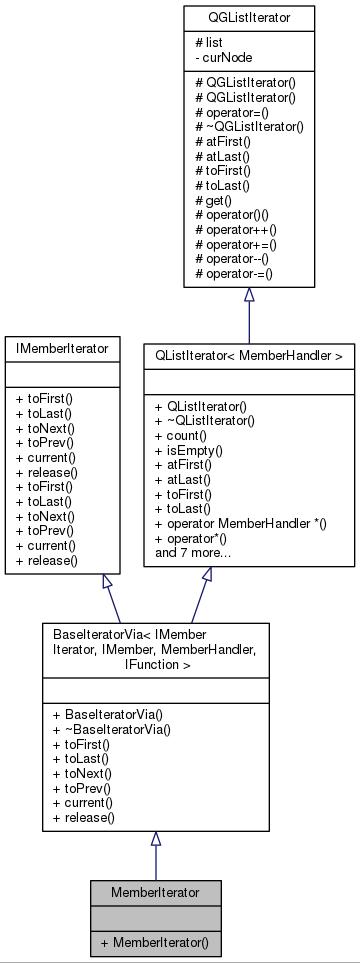 QGListIterator
# list
- curNode
# QGListIterator()
# QGListIterator()
# operator=()
# ~QGListIterator()
# atFirst()
# atLast()
# toFirst()
# toLast()
# get()
# operator()()
# operator++()
# operator+=()
# operator--()
# operator-=()
IMemberIterator
+ toFirst()
+ toLast()
+ toNext()
+ toPrev()
+ current()
+ release()
+ toFirst()
+ toLast()
+ toNext()
+ toPrev()
+ current()
+ release()
QListIterator< MemberHandler >
+ QListIterator()
+ ~QListIterator()
+ count()
+ isEmpty()
+ atFirst()
+ atLast()
+ toFirst()
+ toLast()
+ operator MemberHandler *()
+ operator*()
and 7 more...
BaseIteratorVia< IMember
Iterator, IMember, MemberHandler,
IFunction >
+ BaseIteratorVia()
+ ~BaseIteratorVia()
+ toFirst()
+ toLast()
+ toNext()
+ toPrev()
+ current()
+ release()
MemberIterator
+ MemberIterator()